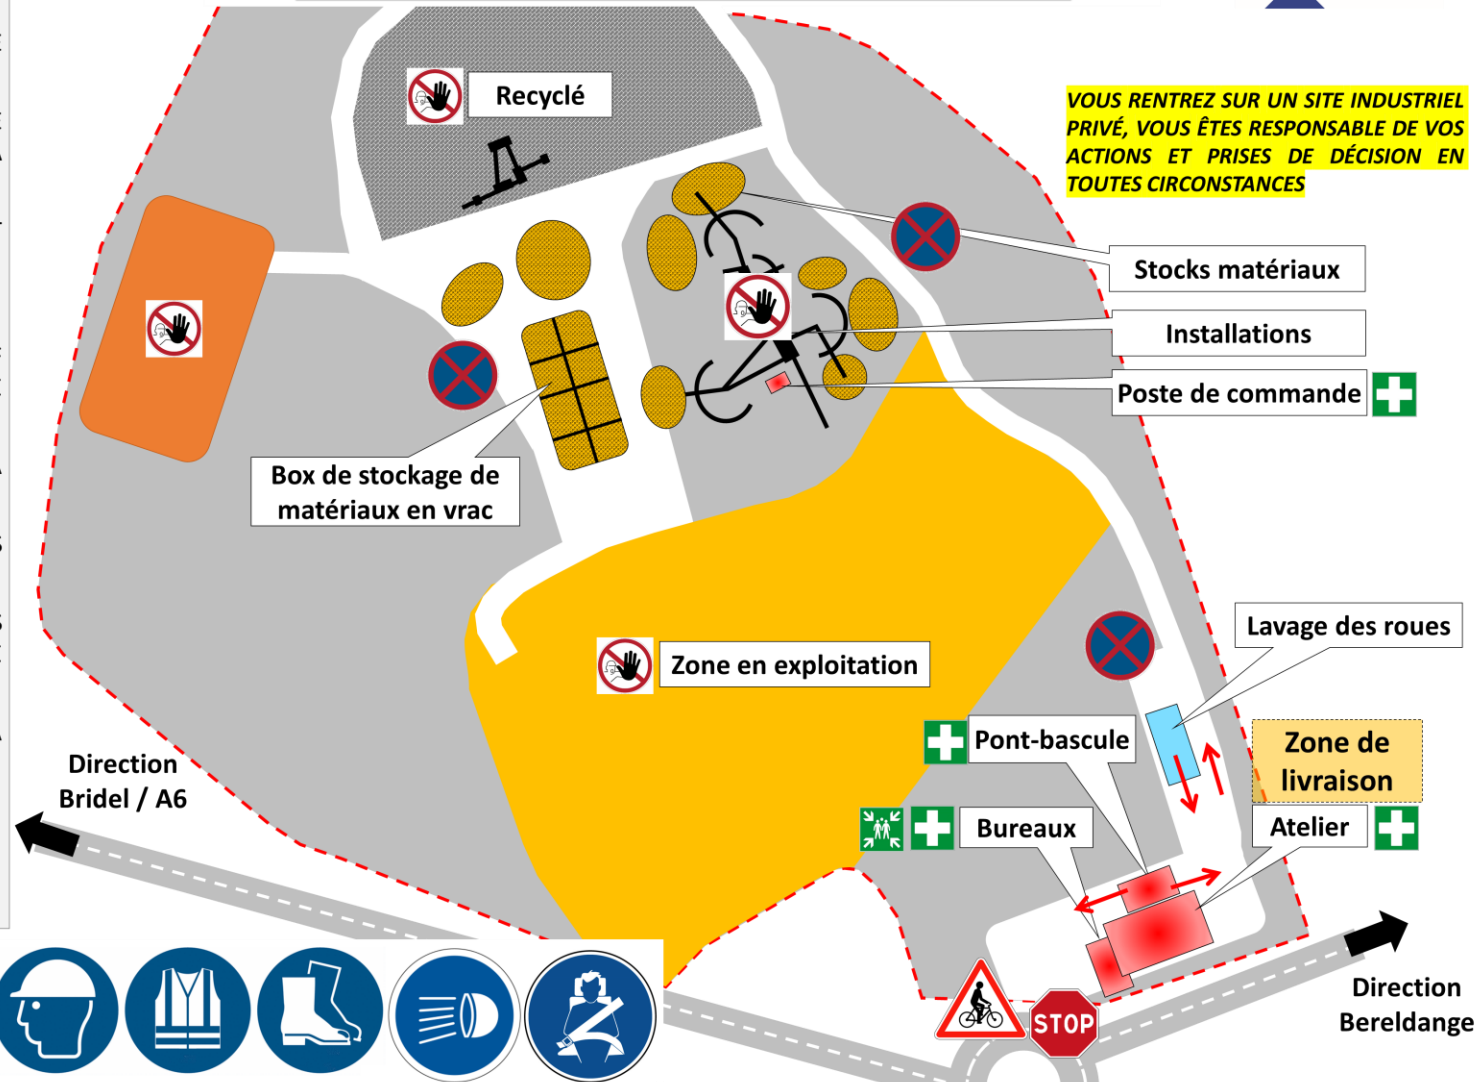 Recyclé
VOUS RENTREZ SUR UN SITE INDUSTRIEL
PRIVÉ, VOUS ÊTES RESPONSABLE DE VOS
ACTIONS ET PRISES DE DÉCISION EN
TOUTES CIRCONSTANCES
Stocks matériaux
Installations
Poste de commande
Box de stockage de
matériaux en vrac
Lavage des roues
Zone en exploitation
Pont-bascule
Zone de
livraison
Direction
Bridel / A6
Bureaux
Atelier
STOP
Direction
Bereldange